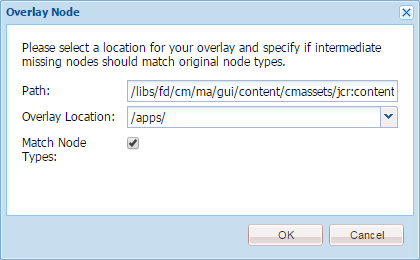 Overlay Node
Please select a location for your overlay and specify if intermediate
missing nodes should match original node types.
Path: /libs/fd/cm/ma/gui/content/cmassets/jcr:content
Overlay Location: /apps/
Match Node
Types:
OK Cancel